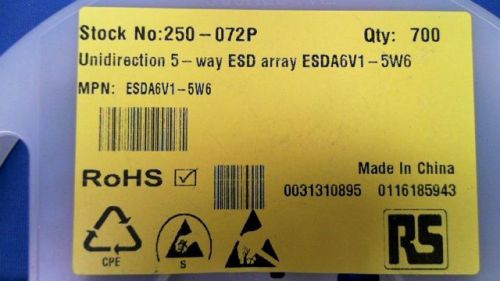 Stock No:250-072P Qty: 700
Unidirection 5-way ESD array ESDA6V1-5W6
MPN: ESDA6V1-5W6
RoHS
Made In China
0031310895 0116185943
CPE
S
RS